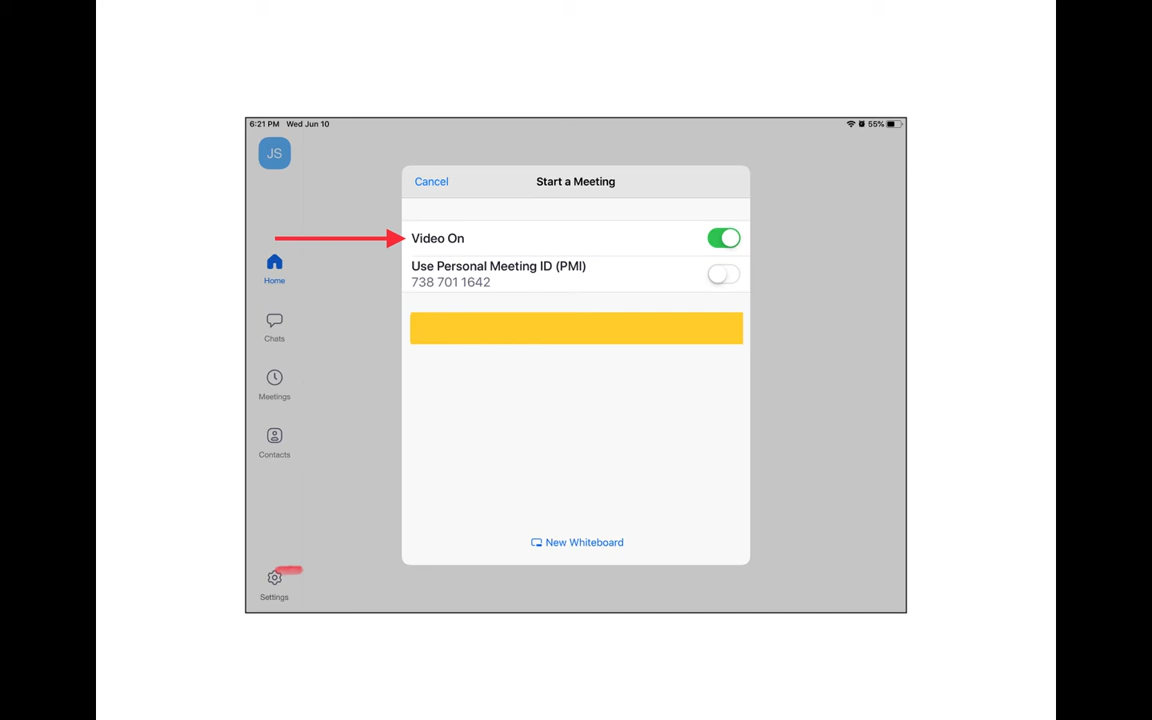 6:21 PM Wed Jun 10
55%
JS
Cancel
Start a Meeting
Video On
Use Personal Meeting ID (PMI)
738 701 1642
Home
Chats
Meetings
Contacts
New Whiteboard
Settings